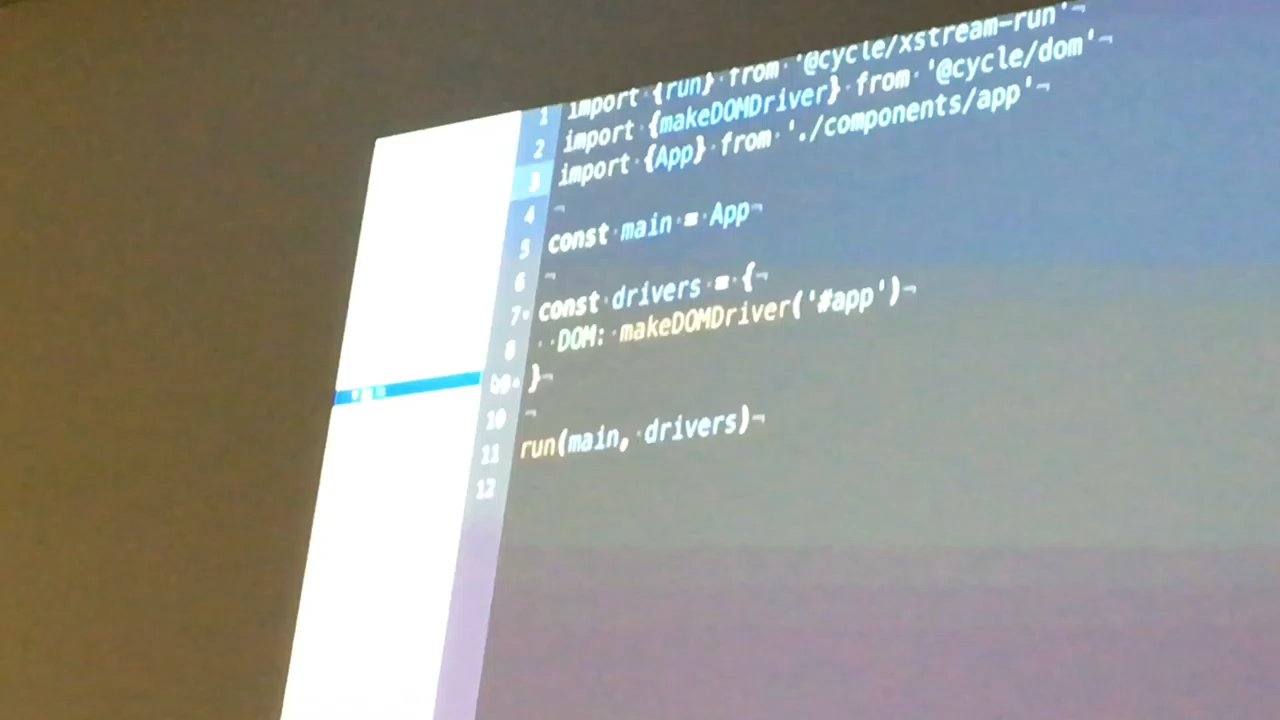 1 import {run} from '@cycle/xstream-run'
2 import {makeDOMDriver} from '@cycle/dom'
3 import {App} from './components/app'
4
5 const main = App
6
7 const drivers = {
8 DOM: makeDOMDriver('#app')
9 }
10
11 run(main, drivers)
12